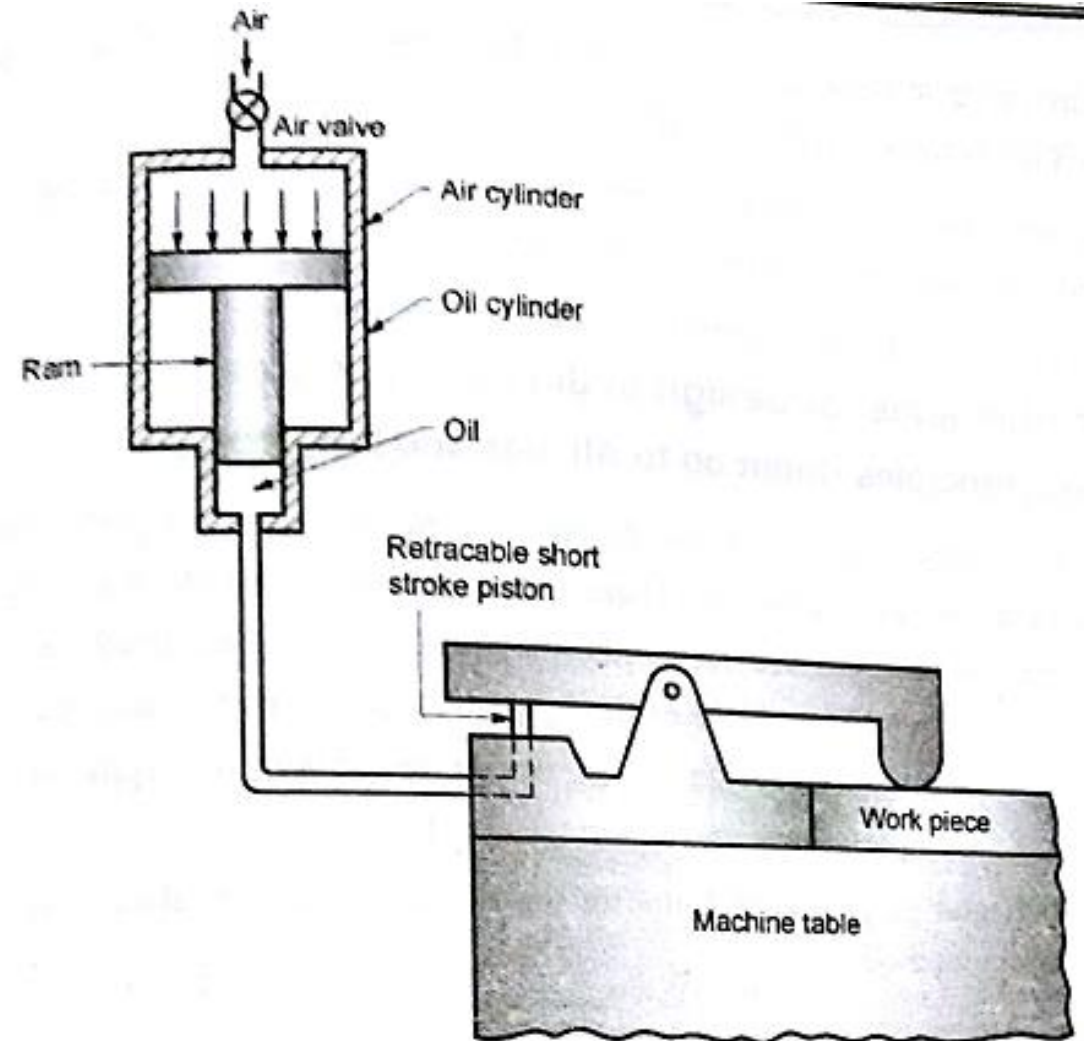 Air
Air valve
Air cylinder
Oil cylinder
Ram
Oil
Retracable short
stroke piston
Work piece
Machine table